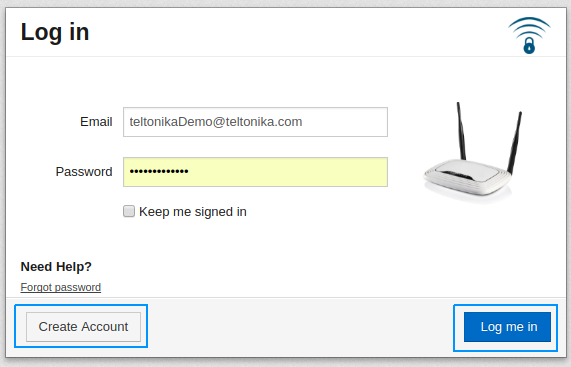 Log in
Email
teltonikaDemo@teltonika.com
Password
•••••••••••••
Keep me signed in
Need Help?
Forgot password
Create Account
Log me in